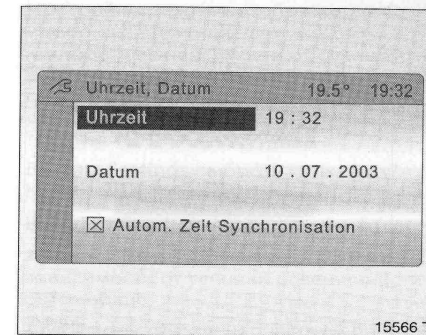 Uhrzeit, Datum 19.5° 19:32
Uhrzeit 19 : 32
Datum 10 . 07 . 2003
Autom. Zeit Synchronisation
15566 T